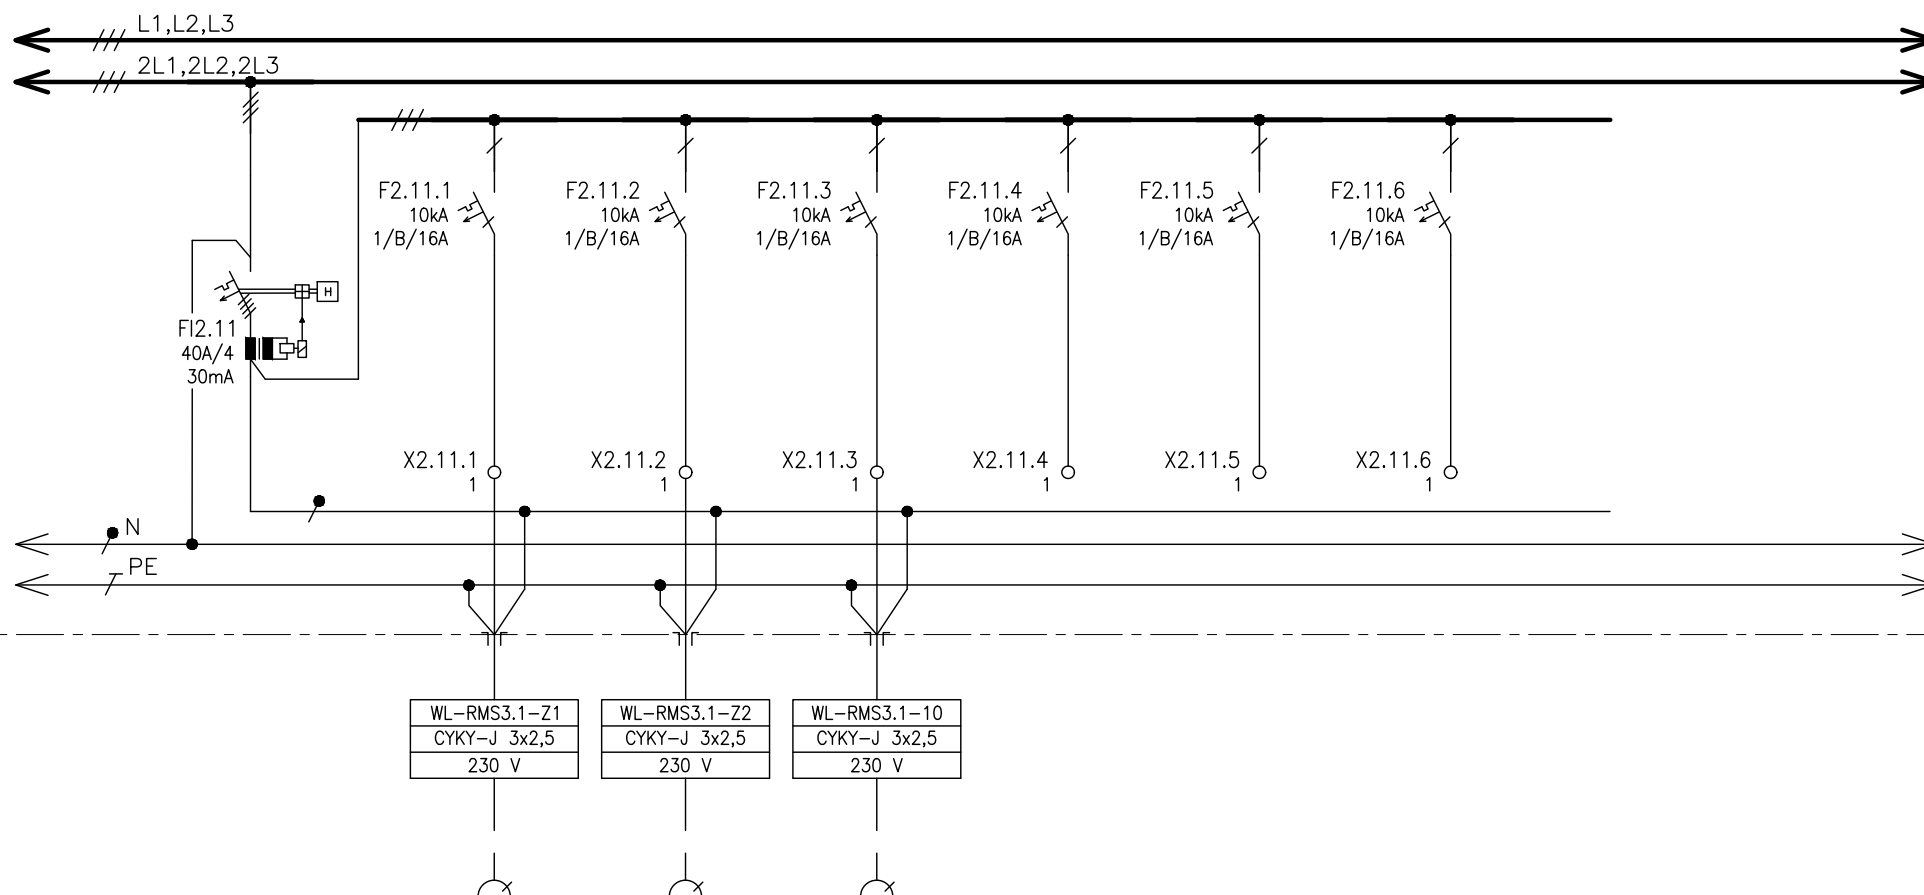 L1,L2,L3
2L1,2L2,2L3
F2.11.1
10kA
1/B/16A
F2.11.2
10kA
1/B/16A
F2.11.3
10kA
1/B/16A
F2.11.4
10kA
1/B/16A
F2.11.5
10kA
1/B/16A
F2.11.6
10kA
1/B/16A
H
FI2.11
40A/4
30mA
X2.11.1
1
X2.11.2
1
X2.11.3
1
X2.11.4
1
X2.11.5
1
X2.11.6
1
N
PE
WL-RMS3.1-Z1
CYKY-J 3x2,5
230 V
WL-RMS3.1-Z2
CYKY-J 3x2,5
230 V
WL-RMS3.1-10
CYKY-J 3x2,5
230 V